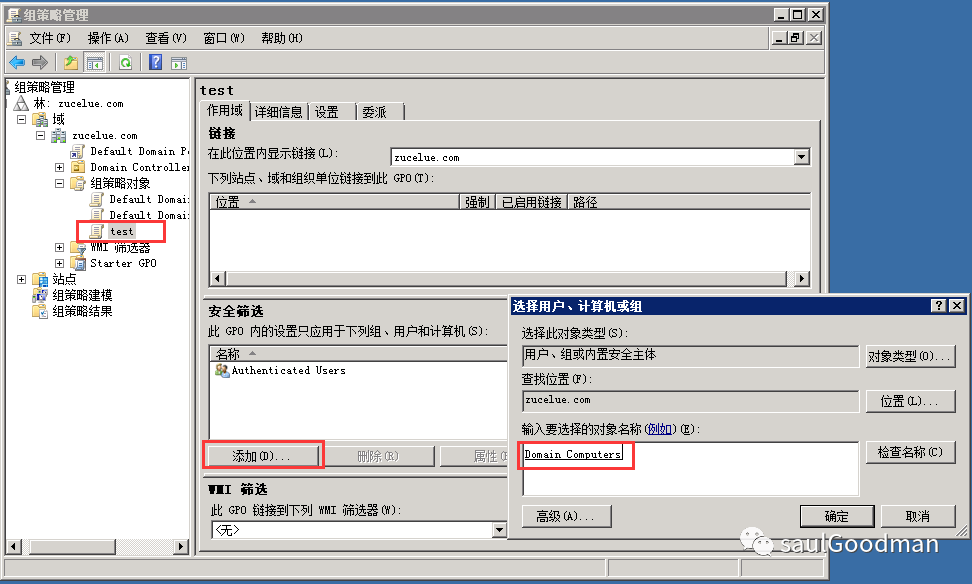 组策略管理
文件(F) 操作(A) 查看(V) 窗口(W) 帮助(H)
组策略管理
林: zucelue.com
域
zucelue.com
Default Domain P
Domain Controller
组策略对象
Default Domai
Default Domai
test
WMI 筛选器
Starter GPO
站点
组策略建模
组策略结果
test
作用域 详细信息 设置 委派
链接
在此位置内显示链接(L): zucelue.com
下列站点、域和组织单位链接到此 GPO(T):
位置 强制 已启用链接 路径
安全筛选
此 GPO 内的设置只应用于下列组、用户和计算机(S):
名称
Authenticated Users
添加(D)... 删除(R) 属性(P
WMI 筛选
此 GPO 链接到下列 WMI 筛选器(W):
<无>
选择用户、计算机或组
选择此对象类型(S):
用户、组或内置安全主体 对象类型(O)...
查找位置(F):
zucelue.com 位置(L)...
输入要选择的对象名称(例如)(E):
Domain Computers 检查名称(C)
高级(A)... 确定 取消
saulGoodman